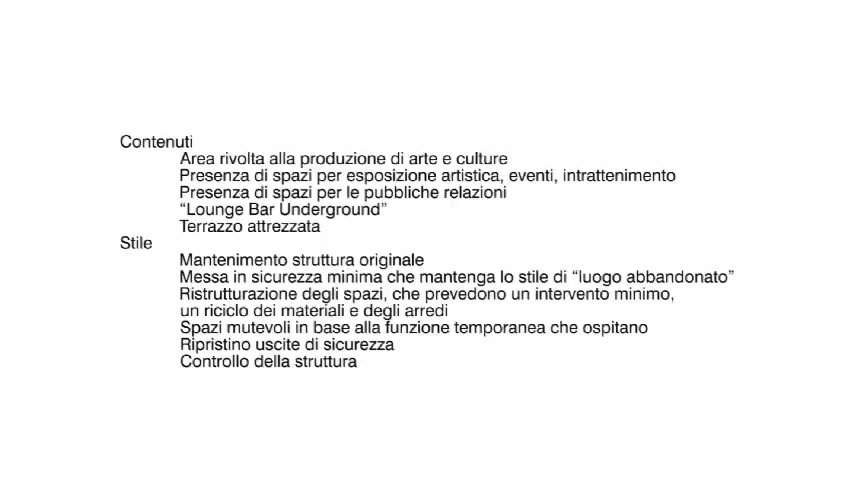 Contenuti
Area rivolta alla produzione di arte e culture
Presenza di spazi per esposizione artistica, eventi, intrattenimento
Presenza di spazi per le pubbliche relazioni
“Lounge Bar Underground”
Terrazzo attrezzata
Stile
Mantenimento struttura originale
Messa in sicurezza minima che mantenga lo stile di “luogo abbandonato”
Ristrutturazione degli spazi, che prevedono un intervento minimo,
un riciclo dei materiali e degli arredi
Spazi mutevoli in base alla funzione temporanea che ospitano
Ripristino uscite di sicurezza
Controllo della struttura